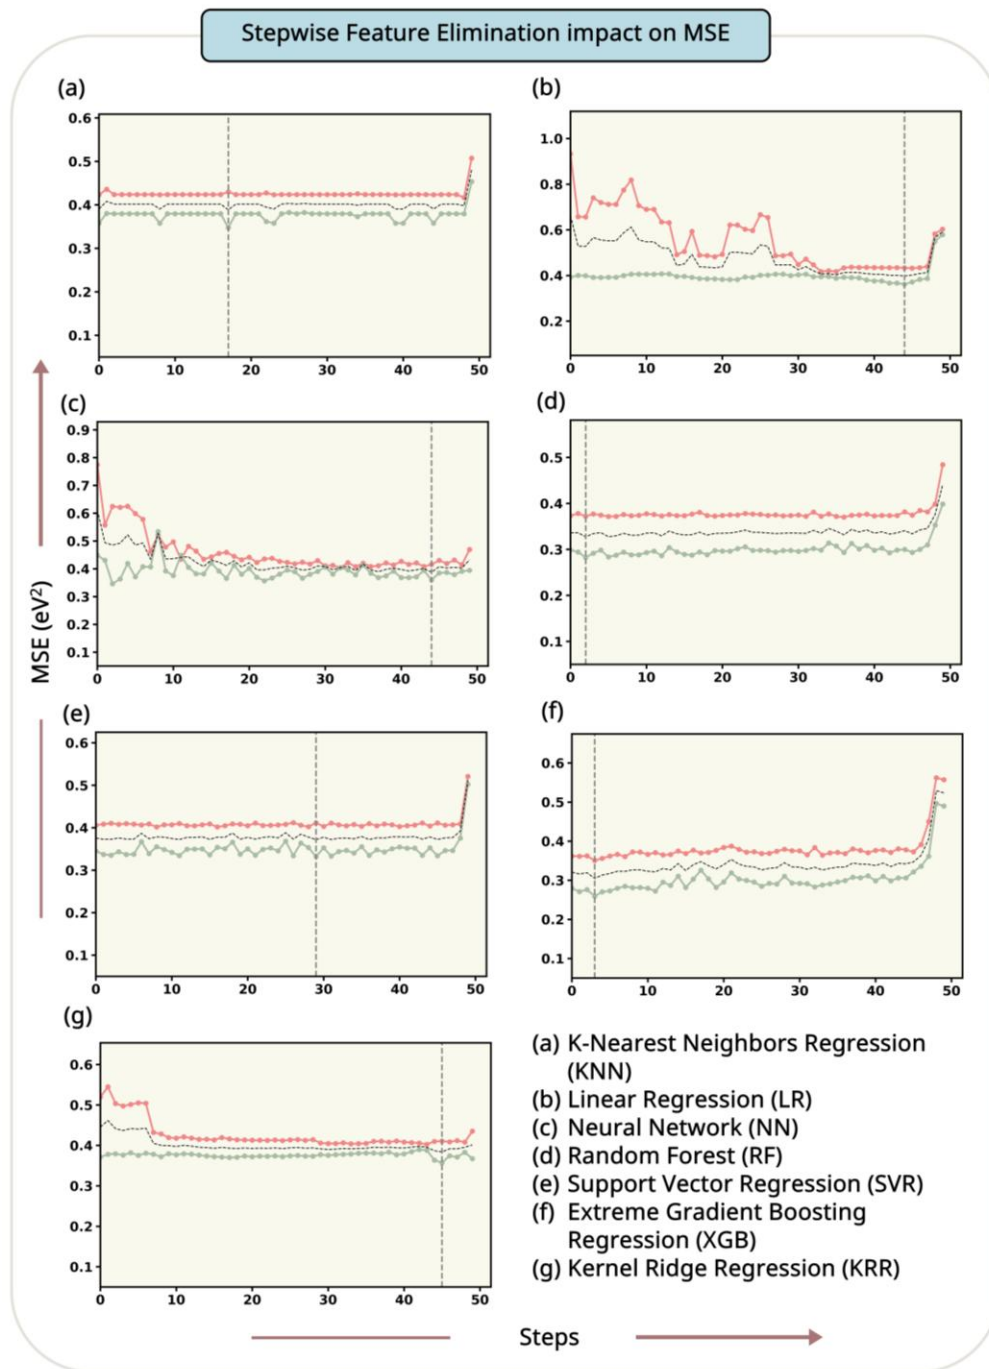 Stepwise Feature Elimination impact on MSE
(a)
0.6
0.5
0.4
0.3
0.2
0.1
0 10 20 30 40 50
(b)
1.0
0.8
0.6
0.4
0.2
0 10 20 30 40 50
(c)
0.9
0.8
0.7
0.6
0.5
0.4
0.3
0.2
0.1
0 10 20 30 40 50
(d)
0.5
0.4
0.3
0.2
0.1
0 10 20 30 40 50
MSE (eV²)
(e)
0.6
0.5
0.4
0.3
0.2
0.1
0 10 20 30 40 50
(f)
0.6
0.5
0.4
0.3
0.2
0.1
0 10 20 30 40 50
(g)
0.6
0.5
0.4
0.3
0.2
0.1
0 10 20 30 40 50
(a) K-Nearest Neighbors Regression
(KNN)
(b) Linear Regression (LR)
(c) Neural Network (NN)
(d) Random Forest (RF)
(e) Support Vector Regression (SVR)
(f) Extreme Gradient Boosting
Regression (XGB)
(g) Kernel Ridge Regression (KRR)
Steps